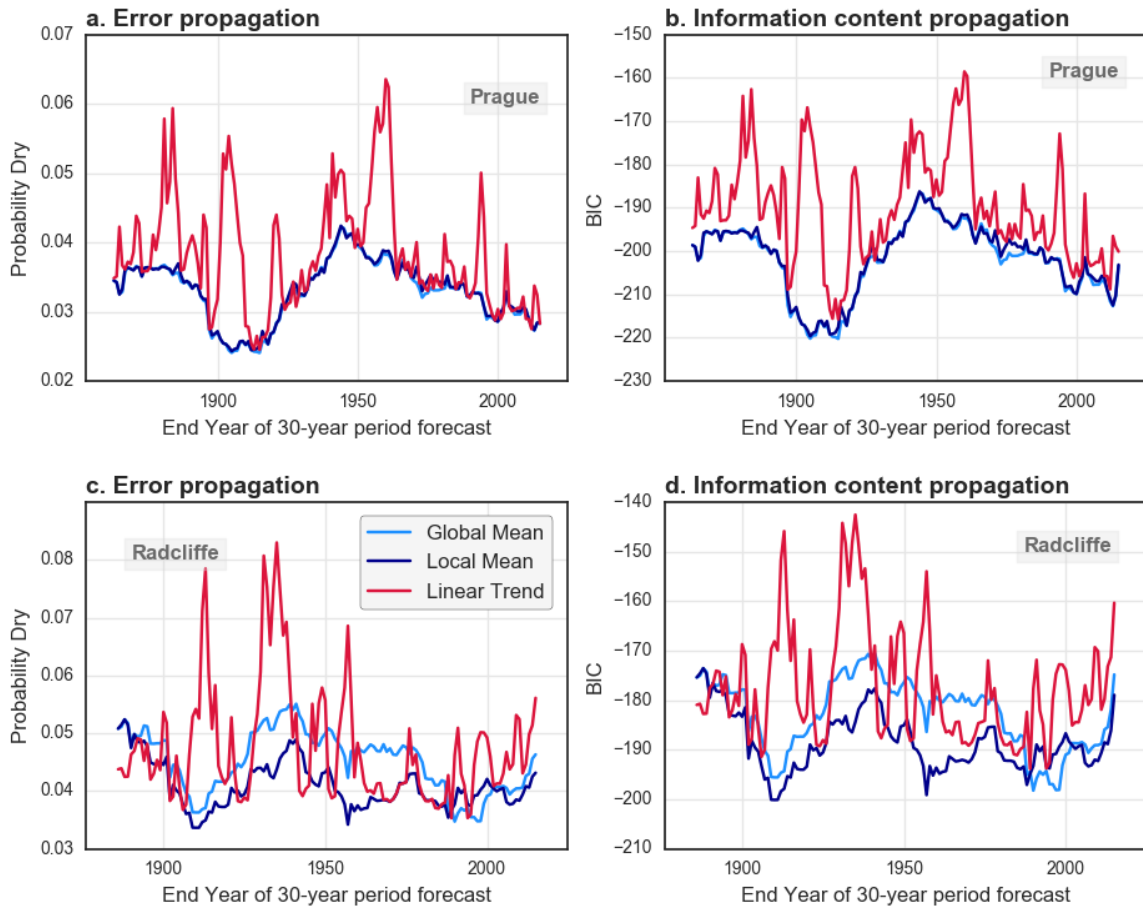 a. Error propagation
0.07
0.06
0.05
0.04
0.03
0.02
Probability Dry
Prague
1900
1950
2000
End Year of 30-year period forecast
b. Information content propagation
−150
−160
−170
−180
−190
−200
−210
−220
−230
BIC
Prague
1900
1950
2000
End Year of 30-year period forecast
c. Error propagation
0.08
0.07
0.06
0.05
0.04
0.03
Probability Dry
Radcliffe
Global Mean
Local Mean
Linear Trend
1900
1950
2000
End Year of 30-year period forecast
d. Information content propagation
−140
−150
−160
−170
−180
−190
−200
−210
BIC
Radcliffe
1900
1950
2000
End Year of 30-year period forecast